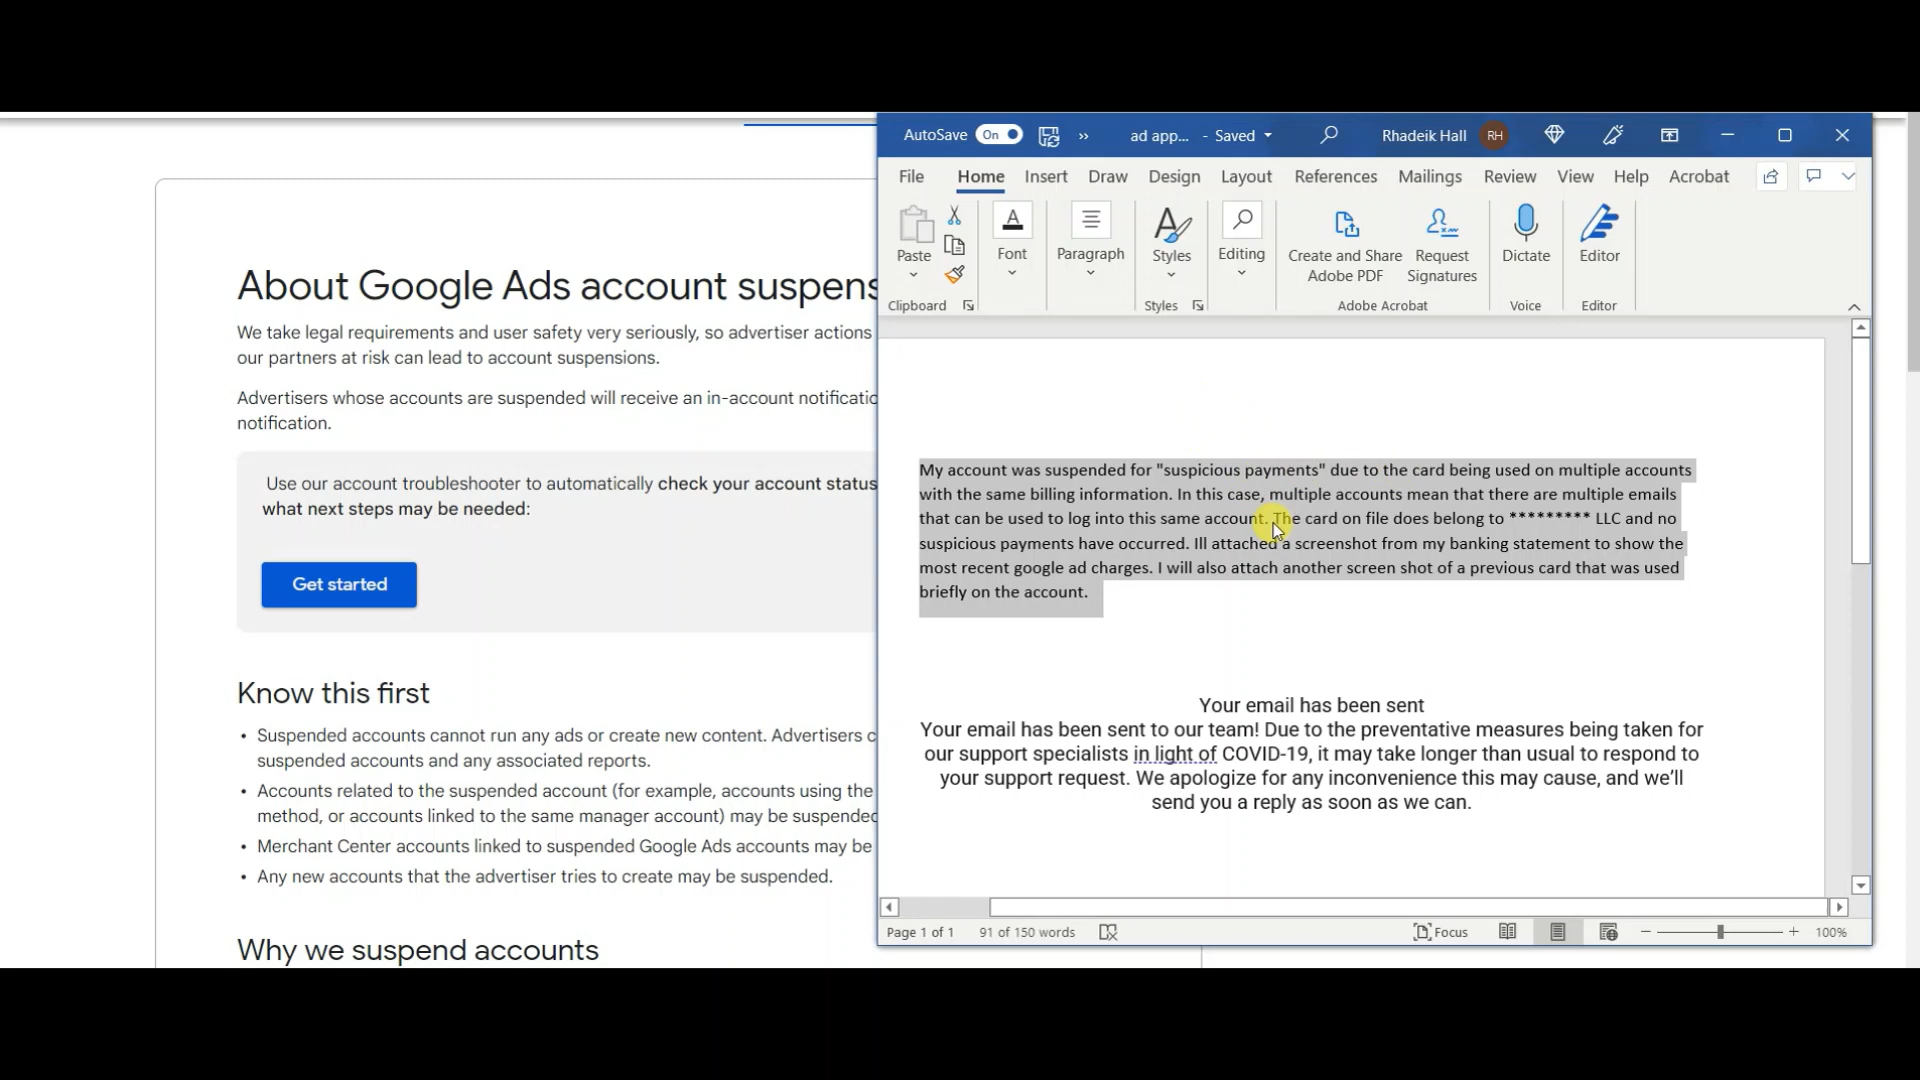 About Google Ads account suspens
We take legal requirements and user safety very seriously, so advertiser actions
our partners at risk can lead to account suspensions.
Advertisers whose accounts are suspended will receive an in-account notificatio
notification.
Use our account troubleshooter to automatically check your account status
what next steps may be needed:
Get started
Know this first
• Suspended accounts cannot run any ads or create new content. Advertisers c
suspended accounts and any associated reports.
• Accounts related to the suspended account (for example, accounts using the
method, or accounts linked to the same manager account) may be suspended
• Merchant Center accounts linked to suspended Google Ads accounts may be
• Any new accounts that the advertiser tries to create may be suspended.
Why we suspend accounts
AutoSave On ad app... - Saved Rhadeik Hall RH
File Home Insert Draw Design Layout References Mailings Review View Help Acrobat
Paste Font Paragraph Styles Editing Create and Share Adobe PDF Request Signatures Dictate Editor
Clipboard Styles Adobe Acrobat Voice Editor
My account was suspended for "suspicious payments" due to the card being used on multiple accounts
with the same billing information. In this case, multiple accounts mean that there are multiple emails
that can be used to log into this same account. The card on file does belong to ********* LLC and no
suspicious payments have occurred. Ill attached a screenshot from my banking statement to show the
most recent google ad charges. I will also attach another screen shot of a previous card that was used
briefly on the account.
Your email has been sent
Your email has been sent to our team! Due to the preventative measures being taken for
our support specialists in light of COVID-19, it may take longer than usual to respond to
your support request. We apologize for any inconvenience this may cause, and we’ll
send you a reply as soon as we can.
Page 1 of 1 91 of 150 words Focus 100%